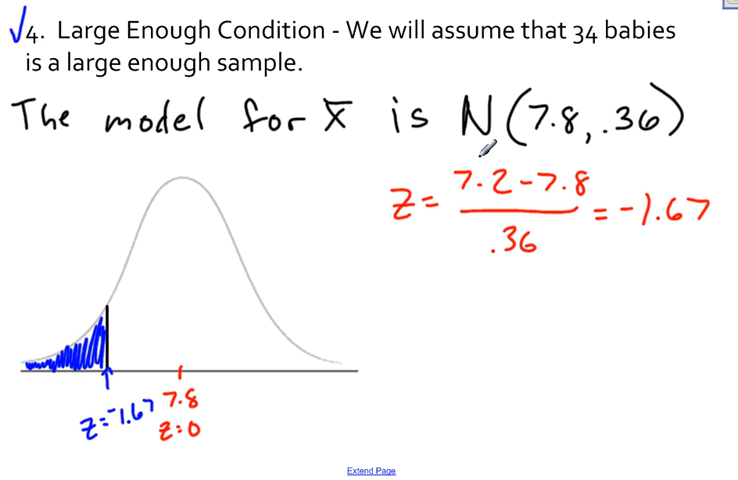 √4. Large Enough Condition - We will assume that 34 babies
is a large enough sample.
The model for x̅ is N(7.8, .36)
z = 7.2-7.8 / .36 = -1.67
z=-1.67 7.8
z=0
Extend Page